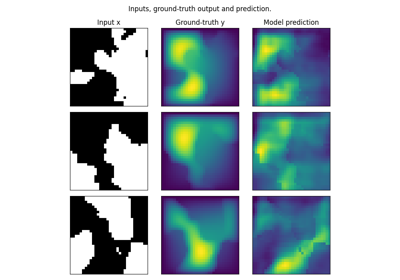 Inputs, ground-truth output and prediction.
Input x
Ground-truth y
Model prediction